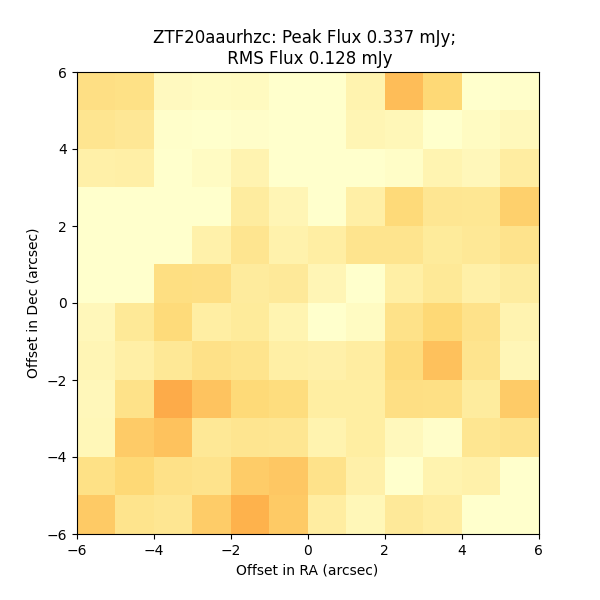 ZTF20aaurhzc: Peak Flux 0.337 mJy;
RMS Flux 0.128 mJy
6
4
2
0
−2
−4
−6
Offset in Dec (arcsec)
−6 −4 −2 0 2 4 6
Offset in RA (arcsec)